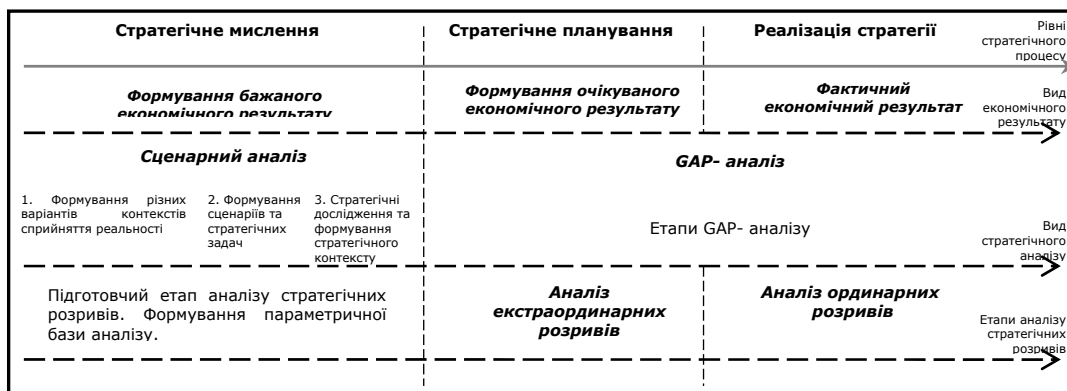 Стратегічне мислення
Стратегічне планування
Реалізація стратегії
Рівні
стратегічного
процесу
Формування бажаного
економічного результату
Формування очікуваного
економічного результату
Фактичний
економічний результат
Вид
економічного
результату
Сценарний аналіз
GAP- аналіз
1. Формування різних
варіантів контекстів
сприйняття реальності
2. Формування
сценаріїв та
стратегічних
задач
3. Стратегічні
дослідження та
формування
стратегічного
контексту
Етапи GAP- аналізу
Вид
стратегічного
аналізу
Підготовчий етап аналізу стратегічних
розривів. Формування параметричної
бази аналізу.
Аналіз
екстраординарних
розривів
Аналіз ординарних
розривів
Етапи аналізу
стратегічних
розривів